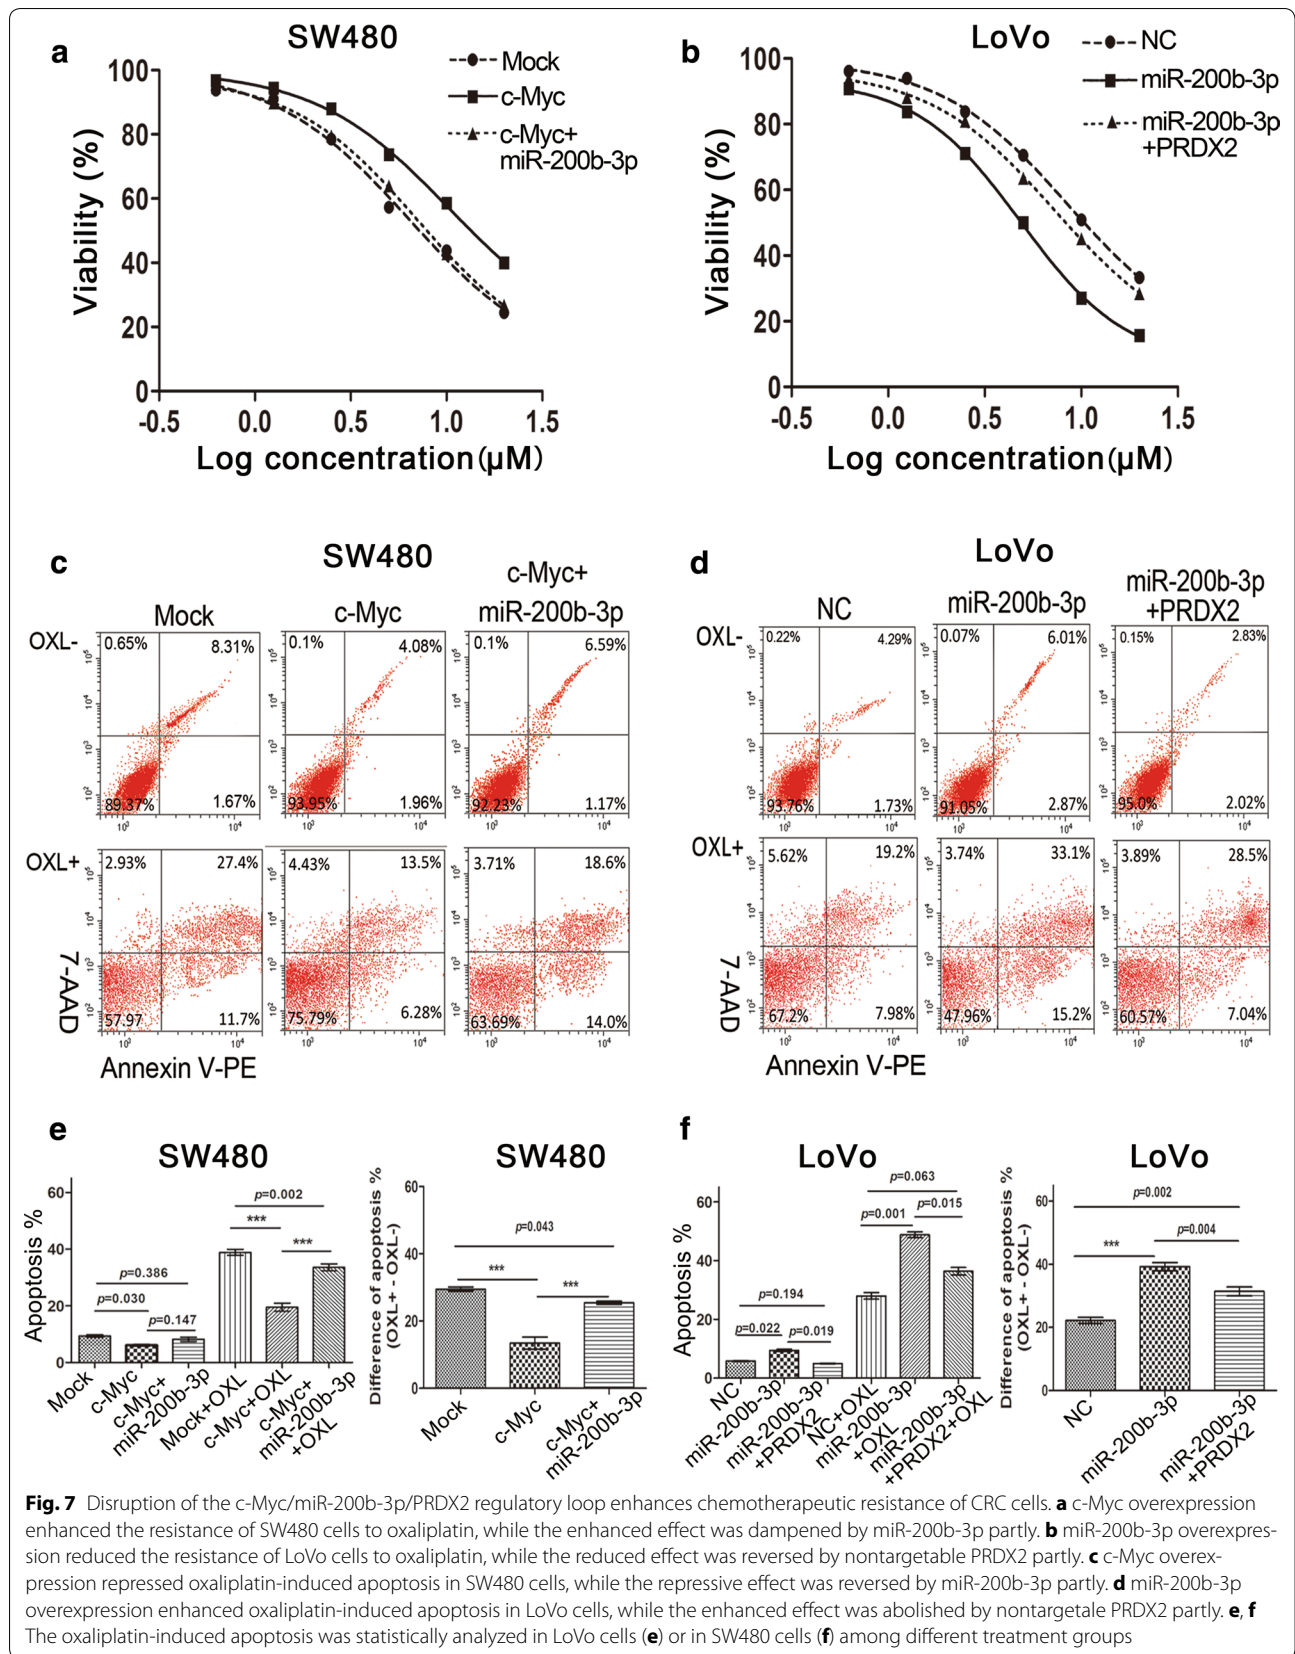 a
SW480
Mock
c-Myc
c-Myc+
miR-200b-3p
Viability (%)
100
80
60
40
20
0
-0.5
0.0
0.5
1.0
1.5
Log concentration(μM)
b
LoVo
NC
miR-200b-3p
miR-200b-3p
+PRDX2
Viability (%)
100
80
60
40
20
0
-0.5
0.0
0.5
1.0
1.5
Log concentration(μM)
c
SW480
Mock
c-Myc
c-Myc+
miR-200b-3p
OXL-
0.65%
8.31%
89.37%
1.67%
0.1%
4.08%
93.95%
1.96%
0.1%
6.59%
92.23%
1.17%
OXL+
2.93%
27.4%
57.97
11.7%
4.43%
13.5%
75.79%
6.28%
3.71%
18.6%
63.69%
14.0%
7-AAD
Annexin V-PE
d
LoVo
NC
miR-200b-3p
miR-200b-3p
+PRDX2
OXL-
0.22%
4.29%
93.76%
1.73%
0.07%
6.01%
91.05%
2.87%
0.15%
2.83%
95.0%
2.02%
OXL+
5.62%
19.2%
67.2%
7.98%
3.74%
33.1%
47.96%
15.2%
3.89%
28.5%
60.57%
7.04%
7-AAD
Annexin V-PE
e
SW480
Apoptosis %
60
40
20
0
p=0.002
***
***
p=0.386
p=0.030
p=0.147
Mock
c-Myc
c-Myc+
miR-200b-3p
Mock+OXL
c-Myc+OXL
c-Myc+
miR-200b-3p
+OXL
SW480
Difference of apoptosis %
(OXL+ - OXL-)
60
40
20
0
p=0.043
***
***
Mock
c-Myc
c-Myc+
miR-200b-3p
f
LoVo
Apoptosis %
60
40
20
0
p=0.063
p=0.001
p=0.015
p=0.194
p=0.022
p=0.019
NC
miR-200b-3p
miR-200b-3p
+PRDX2
NC+OXL
miR-200b-3p
+OXL
miR-200b-3p
+PRDX2+OXL
LoVo
Difference of apoptosis %
(OXL+ - OXL-)
60
40
20
0
p=0.002
***
p=0.004
NC
miR-200b-3p
miR-200b-3p
+PRDX2
Fig. 7 Disruption of the c-Myc/miR-200b-3p/PRDX2 regulatory loop enhances chemotherapeutic resistance of CRC cells. a c-Myc overexpression
enhanced the resistance of SW480 cells to oxaliplatin, while the enhanced effect was dampened by miR-200b-3p partly. b miR-200b-3p overexpres-
sion reduced the resistance of LoVo cells to oxaliplatin, while the reduced effect was reversed by nontargetable PRDX2 partly. c c-Myc overex-
pression repressed oxaliplatin-induced apoptosis in SW480 cells, while the repressive effect was reversed by miR-200b-3p partly. d miR-200b-3p
overexpression enhanced oxaliplatin-induced apoptosis in LoVo cells, while the enhanced effect was abolished by nontargetale PRDX2 partly. e, f
The oxaliplatin-induced apoptosis was statistically analyzed in LoVo cells (e) or in SW480 cells (f) among different treatment groups